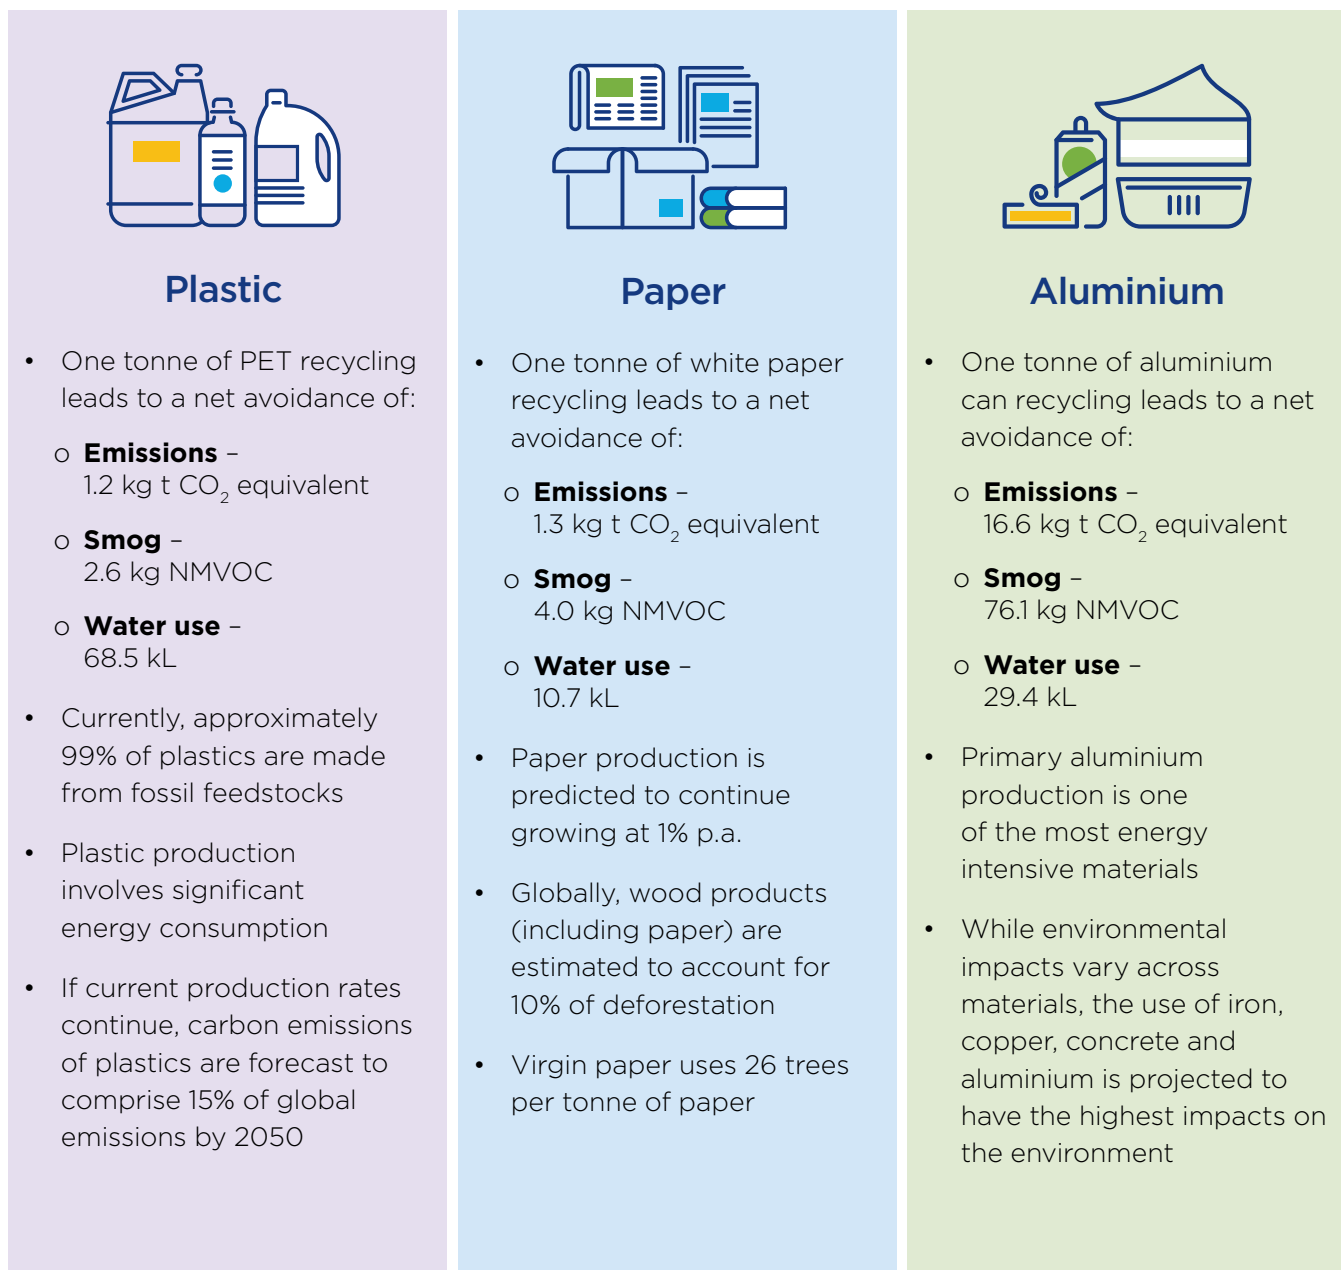 Plastic
• One tonne of PET recycling
leads to a net avoidance of:
o Emissions –
1.2 kg t CO₂ equivalent
o Smog –
2.6 kg NMVOC
o Water use –
68.5 kL
• Currently, approximately
99% of plastics are made
from fossil feedstocks
• Plastic production
involves significant
energy consumption
• If current production rates
continue, carbon emissions
of plastics are forecast to
comprise 15% of global
emissions by 2050
Paper
• One tonne of white paper
recycling leads to a net
avoidance of:
o Emissions –
1.3 kg t CO₂ equivalent
o Smog –
4.0 kg NMVOC
o Water use –
10.7 kL
• Paper production is
predicted to continue
growing at 1% p.a.
• Globally, wood products
(including paper) are
estimated to account for
10% of deforestation
• Virgin paper uses 26 trees
per tonne of paper
Aluminium
• One tonne of aluminium
can recycling leads to a net
avoidance of:
o Emissions –
16.6 kg t CO₂ equivalent
o Smog –
76.1 kg NMVOC
o Water use –
29.4 kL
• Primary aluminium
production is one
of the most energy
intensive materials
• While environmental
impacts vary across
materials, the use of iron,
copper, concrete and
aluminium is projected to
have the highest impacts on
the environment